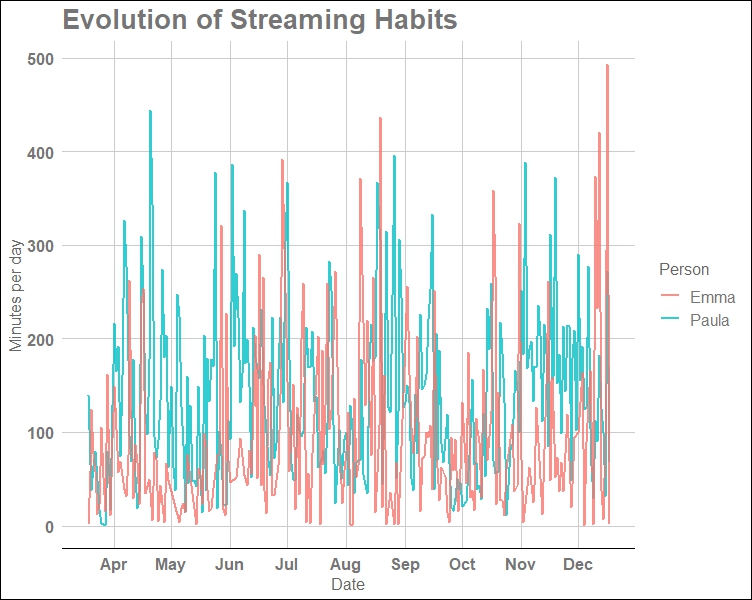 Evolution of Streaming Habits
500
400
300
200
100
0
Minutes per day
Apr May Jun Jul Aug Sep Oct Nov Dec
Date
Person
Emma
Paula